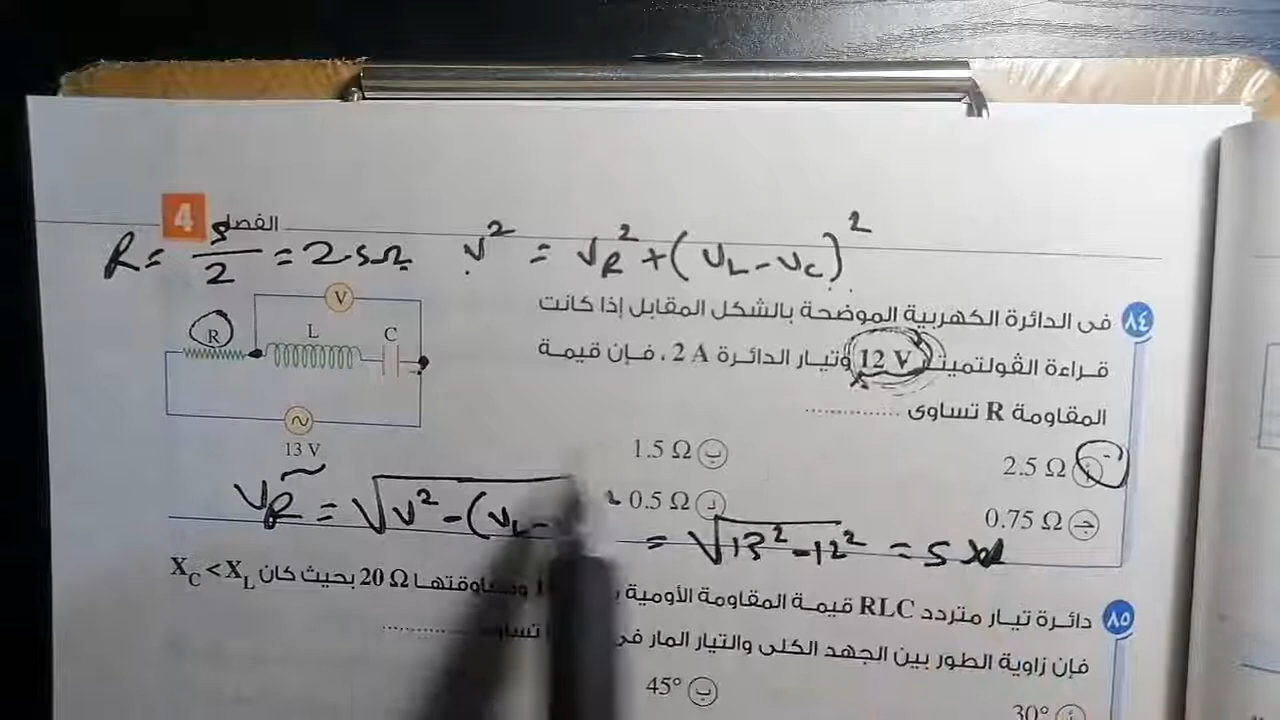 4 الفصل
R = 5/2 = 2.5Ω
V² = V_R² + (V_L - V_C)²
٨٤ فى الدائرة الكهربية الموضحة بالشكل المقابل إذا كانت
قراءة الڤولتميتر 12 V وتيار الدائرة 2 A ، فإن قيمة
المقاومة R تساوى ..............
أ 2.5 Ω
ب 1.5 Ω
ج 0.75 Ω
د 0.5 Ω
V
R
L
C
13 V
V_R = √V² - (V_L -
= √13² - 12² = 5
٨٥ دائرة تيار متردد RLC قيمة المقاومة الأومية
20 Ω بحيث كان X_C < X_L
فإن زاوية الطور بين الجهد الكلى والتيار المار فى
..............
أ 30°
ب 45°